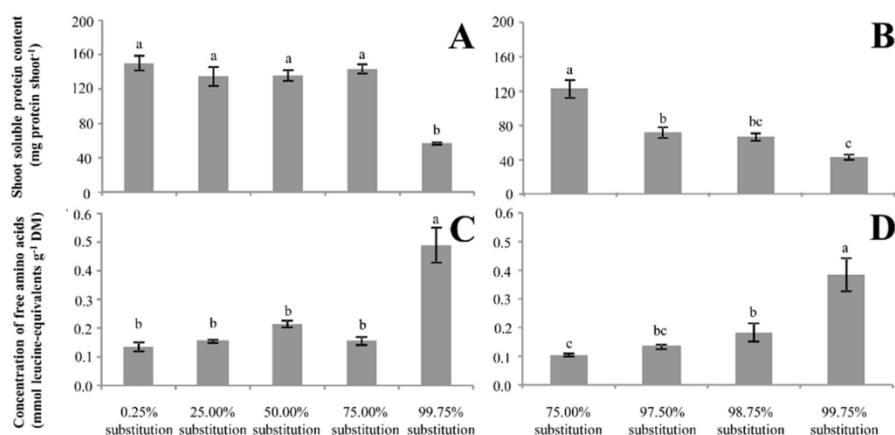 Shoot soluble protein content
(mg protein shoot⁻¹)
200
160
120
80
40
0
a
a
a
a
b
A
200
160
120
80
40
0
a
b
bc
c
B
Concentration of free amino acids
(mmol leucine-equivalents g⁻¹ DM)
0.6
0.5
0.4
0.3
0.2
0.1
0.0
b
b
b
b
a
C
0.25% substitution
25.00% substitution
50.00% substitution
75.00% substitution
99.75% substitution
0.6
0.5
0.4
0.3
0.2
0.1
0.0
c
bc
b
a
D
75.00% substitution
97.50% substitution
98.75% substitution
99.75% substitution